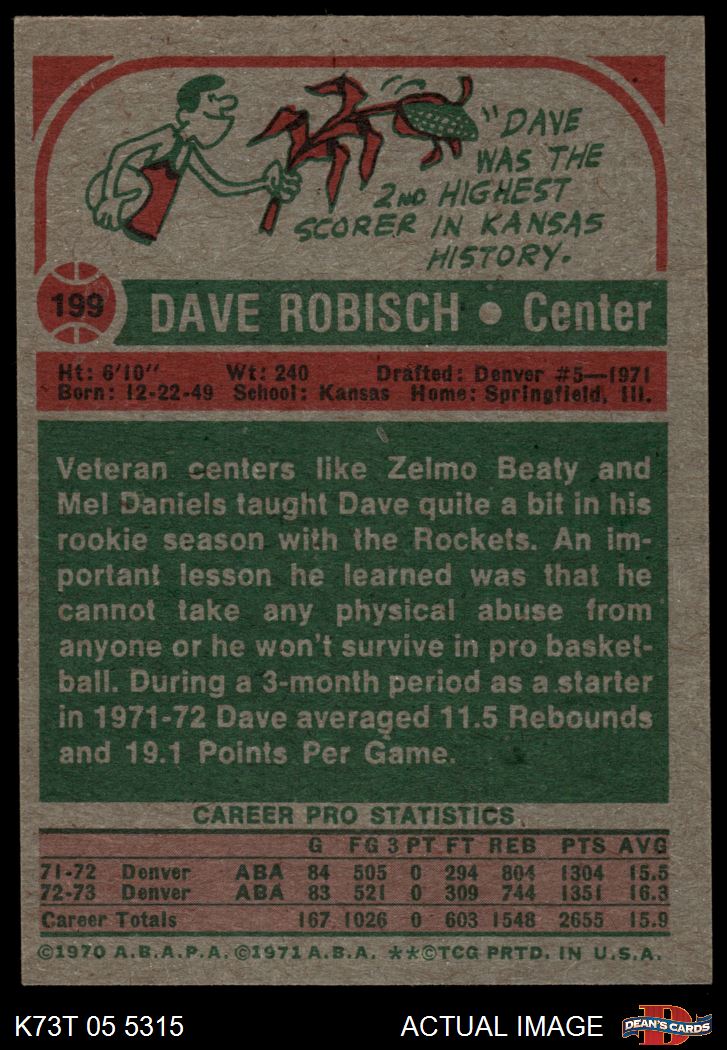 "DAVE
WAS THE
2ND HIGHEST
SCORER IN KANSAS
HISTORY.
199 DAVE ROBISCH • Center
Ht: 6'10" Wt: 240 Drafted: Denver #5—1971
Born: 12-22-49 School: Kansas Home: Springfield, Ill.
Veteran centers like Zelmo Beaty and
Mel Daniels taught Dave quite a bit in his
rookie season with the Rockets. An im-
portant lesson he learned was that he
cannot take any physical abuse from
anyone or he won't survive in pro basket-
ball. During a 3-month period as a starter
in 1971-72 Dave averaged 11.5 Rebounds
and 19.1 Points Per Game.
CAREER PRO STATISTICS
G FG 3 PT FT REB PTS AVG
71-72 Denver ABA 84 505 0 294 804 1304 15.5
72-73 Denver ABA 83 521 0 309 744 1351 16.3
Career Totals 167 1026 0 603 1548 2655 15.9
©1970 A.B.A.P.A. ©1971 A.B.A. **©TCG PRTD. IN U.S.A.
K73T 05 5315 ACTUAL IMAGE D DEAN'S CARDS